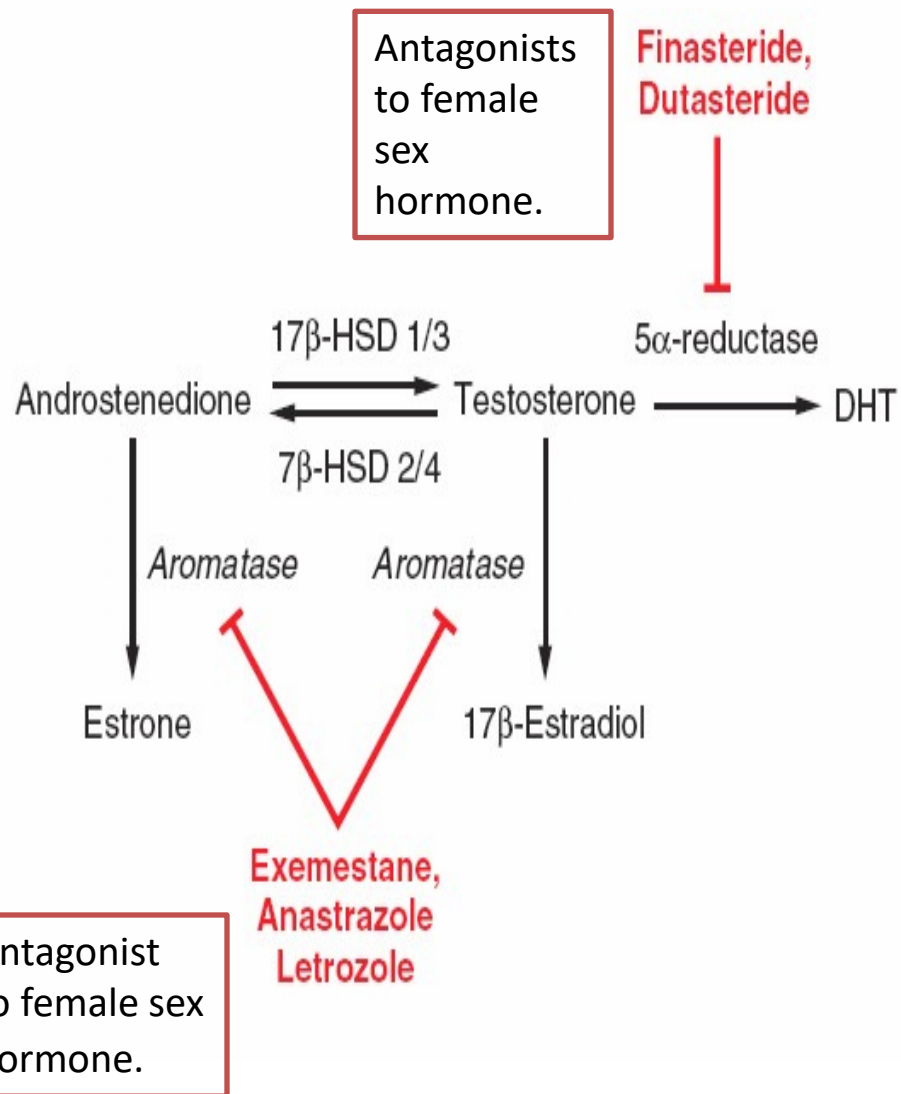 Antagonists
to female
sex
hormone.
Finasteride,
Dutasteride
17β-HSD 1/3
5α-reductase
Androstenedione
Testosterone
DHT
7β-HSD 2/4
Aromatase
Aromatase
Estrone
17β-Estradiol
Exemestane,
Anastrazole
Letrozole
ntagonist
o female sex
ormone.